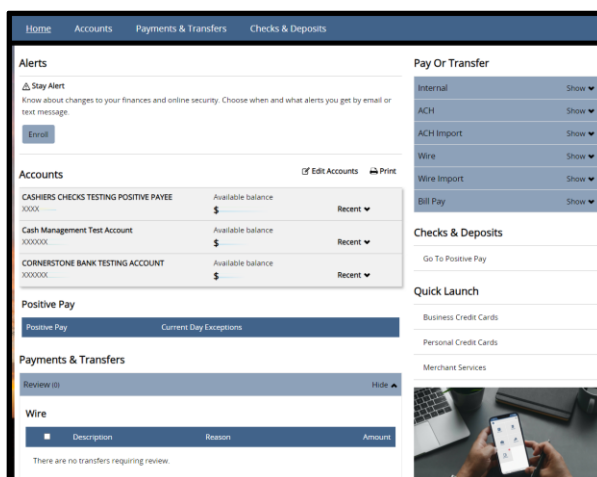 Home Accounts Payments & Transfers Checks & Deposits
Alerts
Stay Alert
Know about changes to your finances and online security. Choose when and what alerts you get by email or
text message.
Enroll
Accounts Edit Accounts Print
CASHIERS CHECKS TESTING POSITIVE PAYEE Available balance
XXXX $ Recent
Cash Management Test Account Available balance
XXXXXX $ Recent
CORNERSTONE BANK TESTING ACCOUNT Available balance
XXXXXX $ Recent
Positive Pay
Positive Pay Current Day Exceptions
Payments & Transfers
Review (0) Hide
Wire
Description Reason Amount
There are no transfers requiring review.
Pay Or Transfer
Internal Show
ACH Show
ACH Import Show
Wire Show
Wire Import Show
Bill Pay Show
Checks & Deposits
Go To Positive Pay
Quick Launch
Business Credit Cards
Personal Credit Cards
Merchant Services